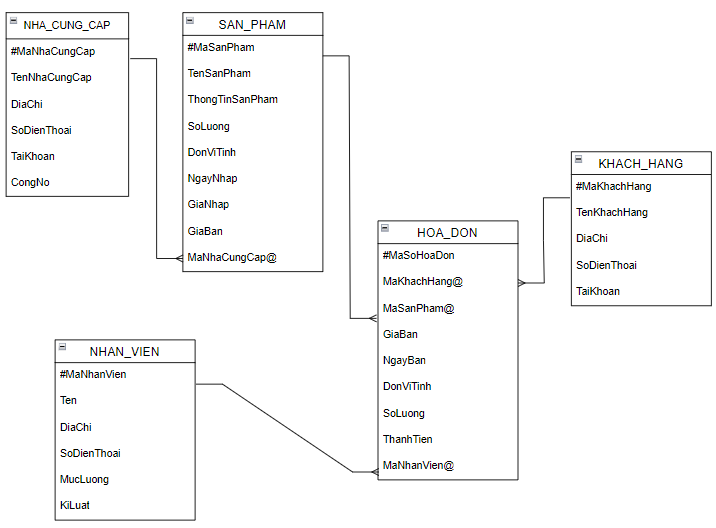 NHA_CUNG_CAP
#MaNhaCungCap
TenNhaCungCap
DiaChi
SoDienThoai
TaiKhoan
CongNo
SAN_PHAM
#MaSanPham
TenSanPham
ThongTinSanPham
SoLuong
DonViTinh
NgayNhap
GiaNhap
GiaBan
MaNhaCungCap@
KHACH_HANG
#MaKhachHang
TenKhachHang
DiaChi
SoDienThoai
TaiKhoan
HOA_DON
#MaSoHoaDon
MaKhachHang@
MaSanPham@
GiaBan
NgayBan
DonViTinh
SoLuong
ThanhTien
MaNhanVien@
NHAN_VIEN
#MaNhanVien
Ten
DiaChi
SoDienThoai
MucLuong
KiLuat